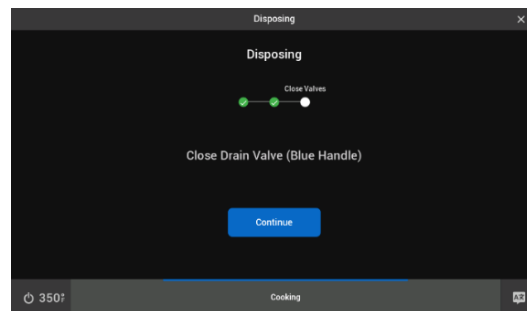 Disposing
Disposing
Close Valves
Close Drain Valve (Blue Handle)
Continue
350°F
Cooking